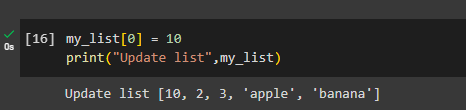 [16] my_list[0] = 10
print("Update list",my_list)
0s
Update list [10, 2, 3, 'apple', 'banana']